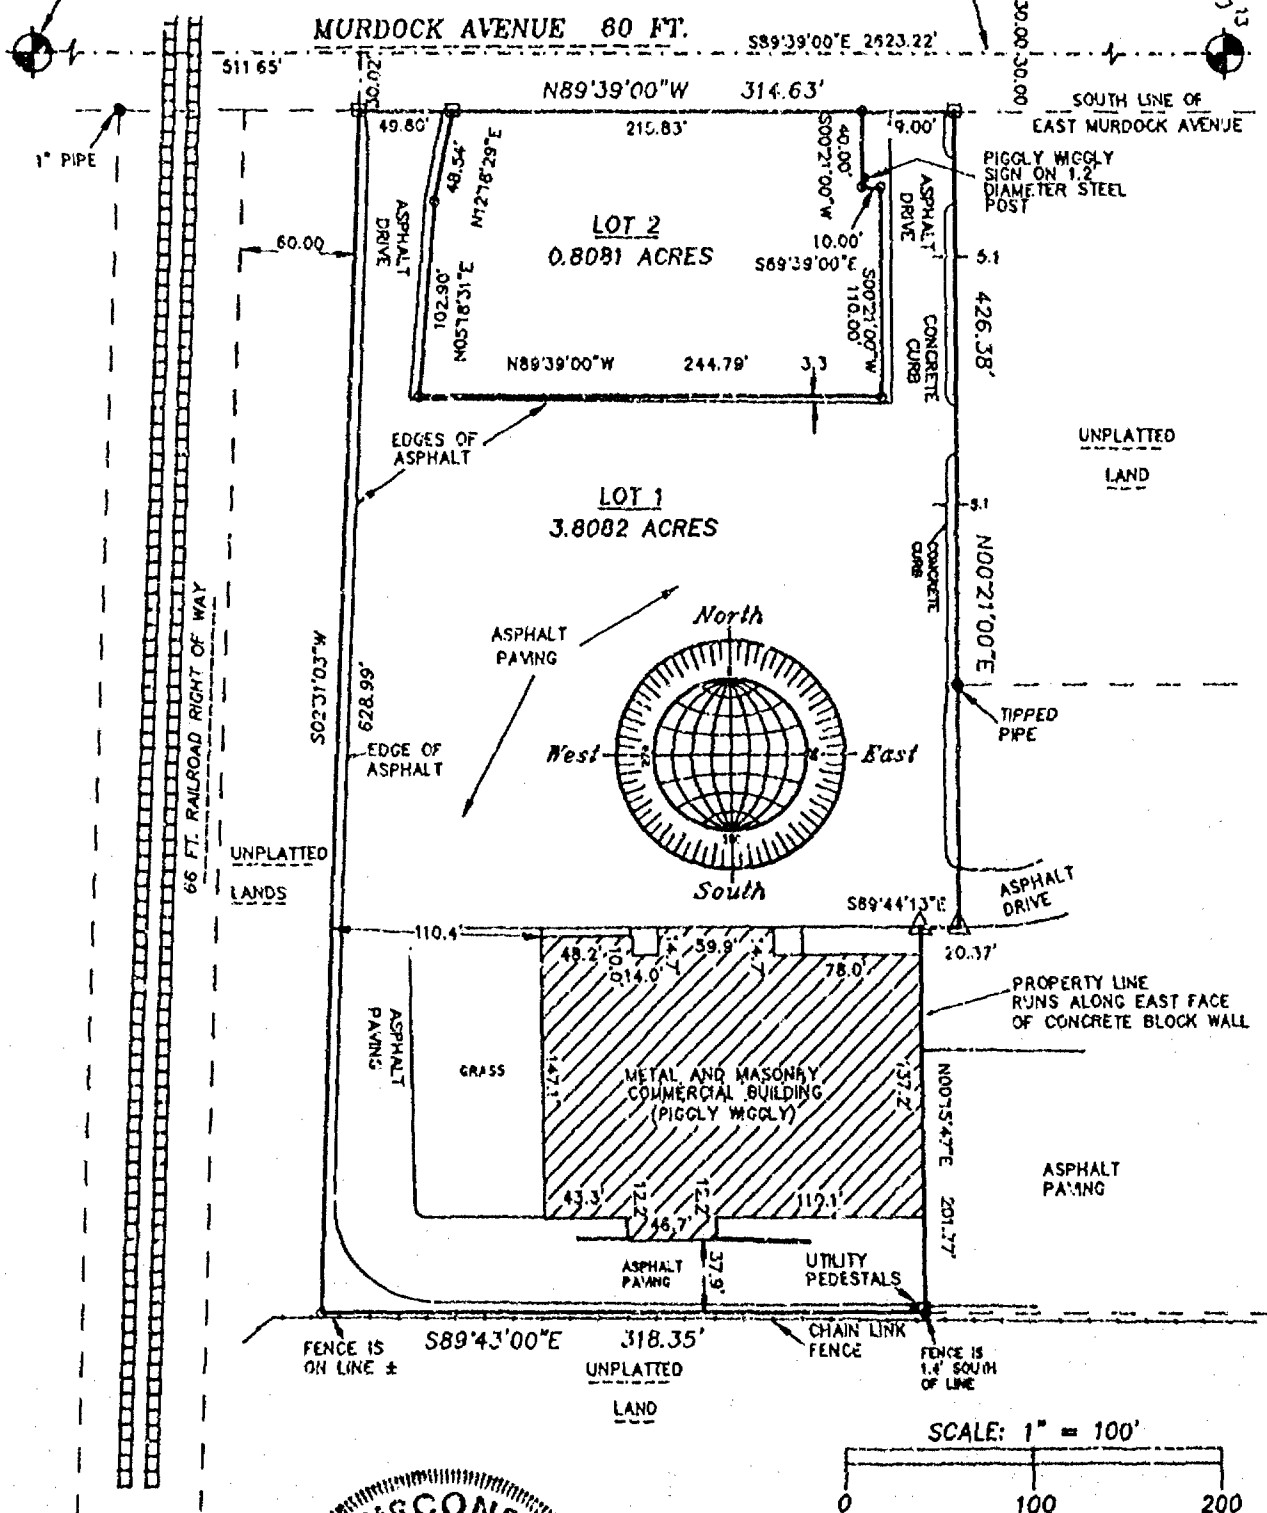 MURDOCK AVENUE 60 FT.
S89°39'00"E 2623.22'
30.00
30.00
511.65'
N89°39'00"W 314.63'
SOUTH LINE OF
EAST MURDOCK AVENUE
1" PIPE
49.80'
215.83'
9.00'
40.00'
S00°21'00"W
PIGGLY WIGGLY
SIGN ON 1.2'
DIAMETER STEEL
POST
48.54'
N12°18'29"E
ASPHALT
DRIVE
LOT 2
0.8081 ACRES
ASPHALT
DRIVE
60.00
10.00'
S89°39'00"E
5.1
102.90'
N05°18'31"E
S00°21'00"W
110.00'
426.38'
N89°39'00"W 244.79' 3.3
CONCRETE
CURB
EDGES OF
ASPHALT
UNPLATTED
LAND
LOT 1
3.8082 ACRES
5.1
CONCRETE
CURB
N00°21'00"E
66 FT. RAILROAD RIGHT OF WAY
S02°31'03"W
628.99'
ASPHALT
PAVING
North
West
East
South
TIPPED
PIPE
EDGE OF
ASPHALT
UNPLATTED
LANDS
ASPHALT
DRIVE
S89°44'13"E
20.37'
110.4'
48.2'
10.0'
14.0'
4.7'
59.9'
4.7'
78.0'
PROPERTY LINE
RUNS ALONG EAST FACE
OF CONCRETE BLOCK WALL
ASPHALT
PAVING
GRASS
147.1'
METAL AND MASONRY
COMMERCIAL BUILDING
(PIGGLY WIGGLY)
137.2'
N00°15'47"E 201.77'
ASPHALT
PAVING
43.3'
12.2'
46.7'
12.2'
110.1'
ASPHALT
PAVING
37.9'
UTILITY
PEDESTALS
FENCE IS
ON LINE ±
S89°43'00"E 318.35'
CHAIN LINK
FENCE
FENCE IS
1.4' SOUTH
OF LINE
UNPLATTED
LAND
SCALE: 1" = 100'
0 100 200